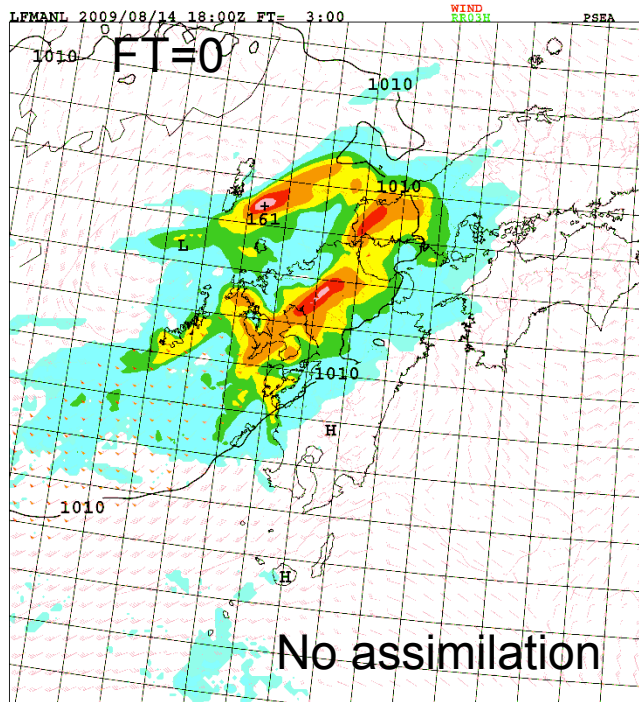 LFMANL 2009/08/14 18:00Z FT= 3:00
WIND
RR03H
PSEA
FT=0
1010
1010
1010
161
L
1010
H
1010
H
No assimilation